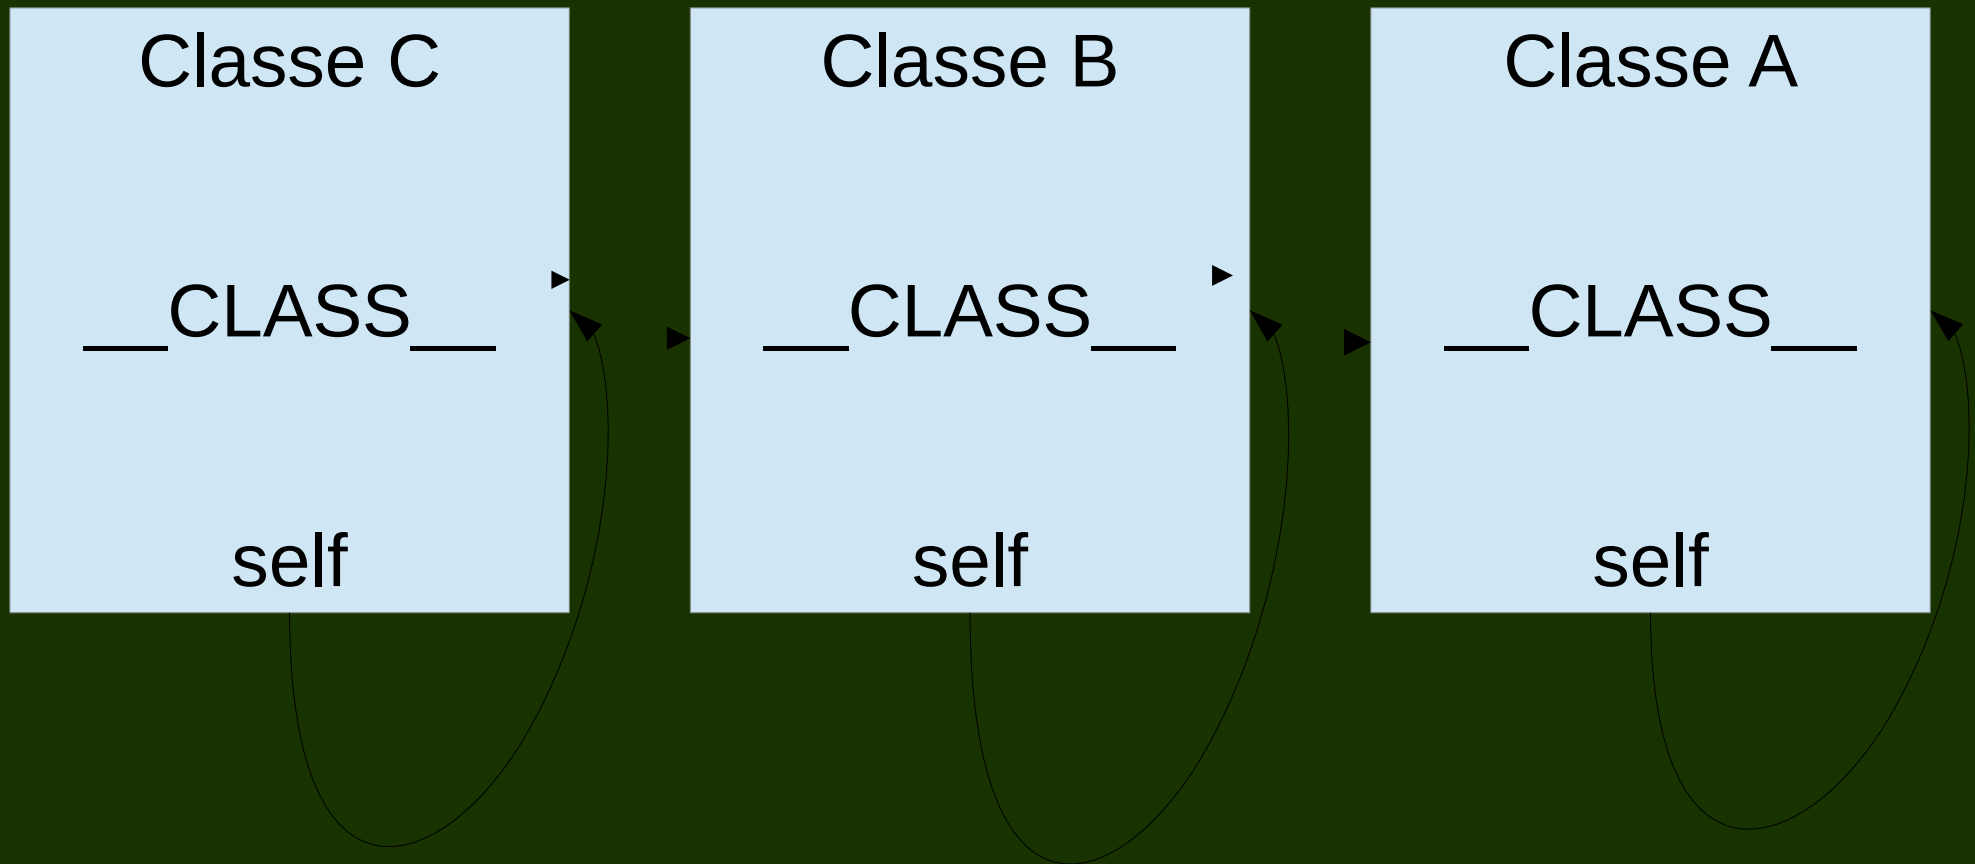 Classe C
__CLASS__
self
Classe B
__CLASS__
self
Classe A
__CLASS__
self